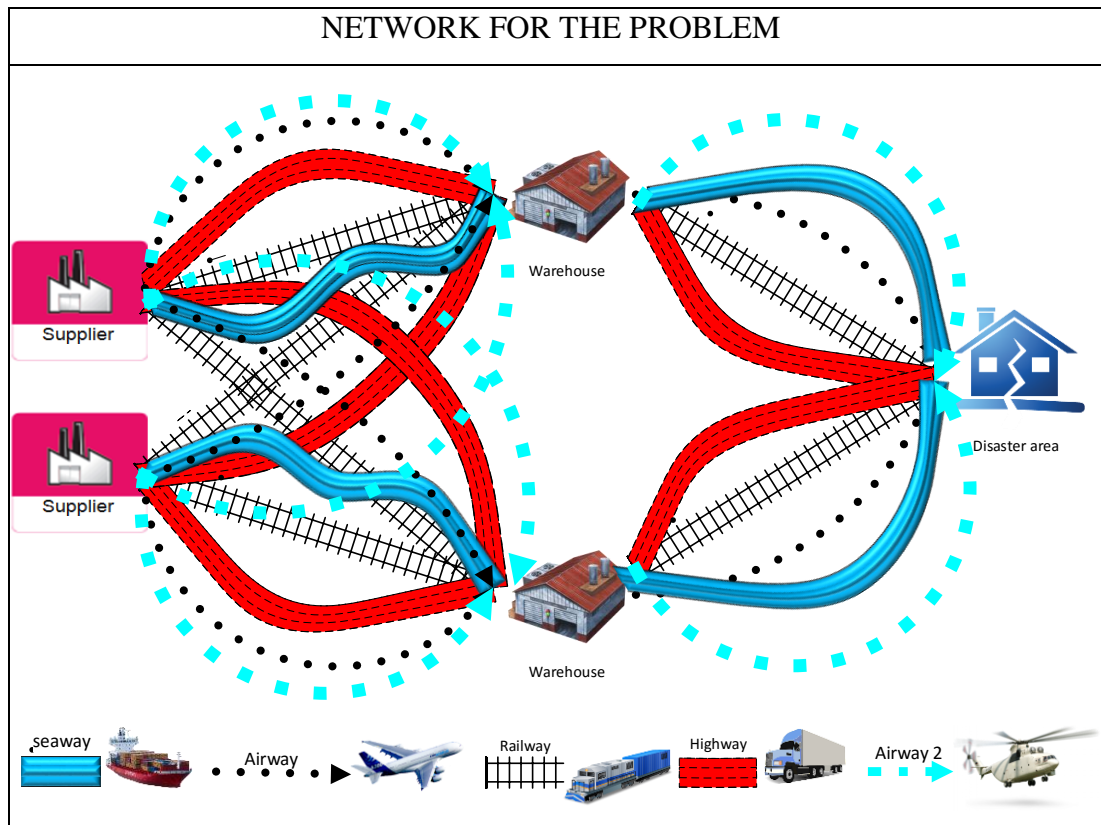 NETWORK FOR THE PROBLEM
Warehouse
Supplier
Supplier
Disaster area
Warehouse
seaway
Airway
Railway
Highway
Airway 2